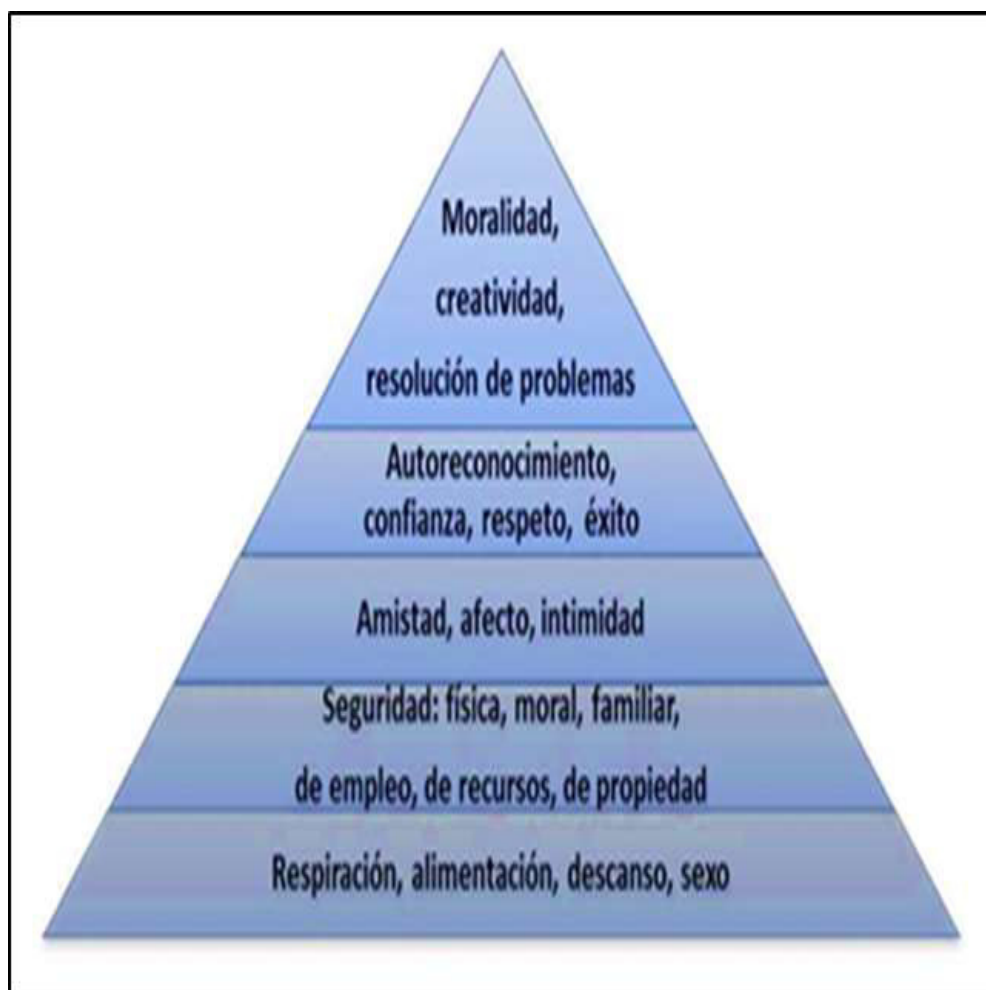 Moralidad,
creatividad,
resolución de problemas
Autoreconocimiento,
confianza, respeto, éxito
Amistad, afecto, intimidad
Seguridad: física, moral, familiar,
de empleo, de recursos, de propiedad
Respiración, alimentación, descanso, sexo